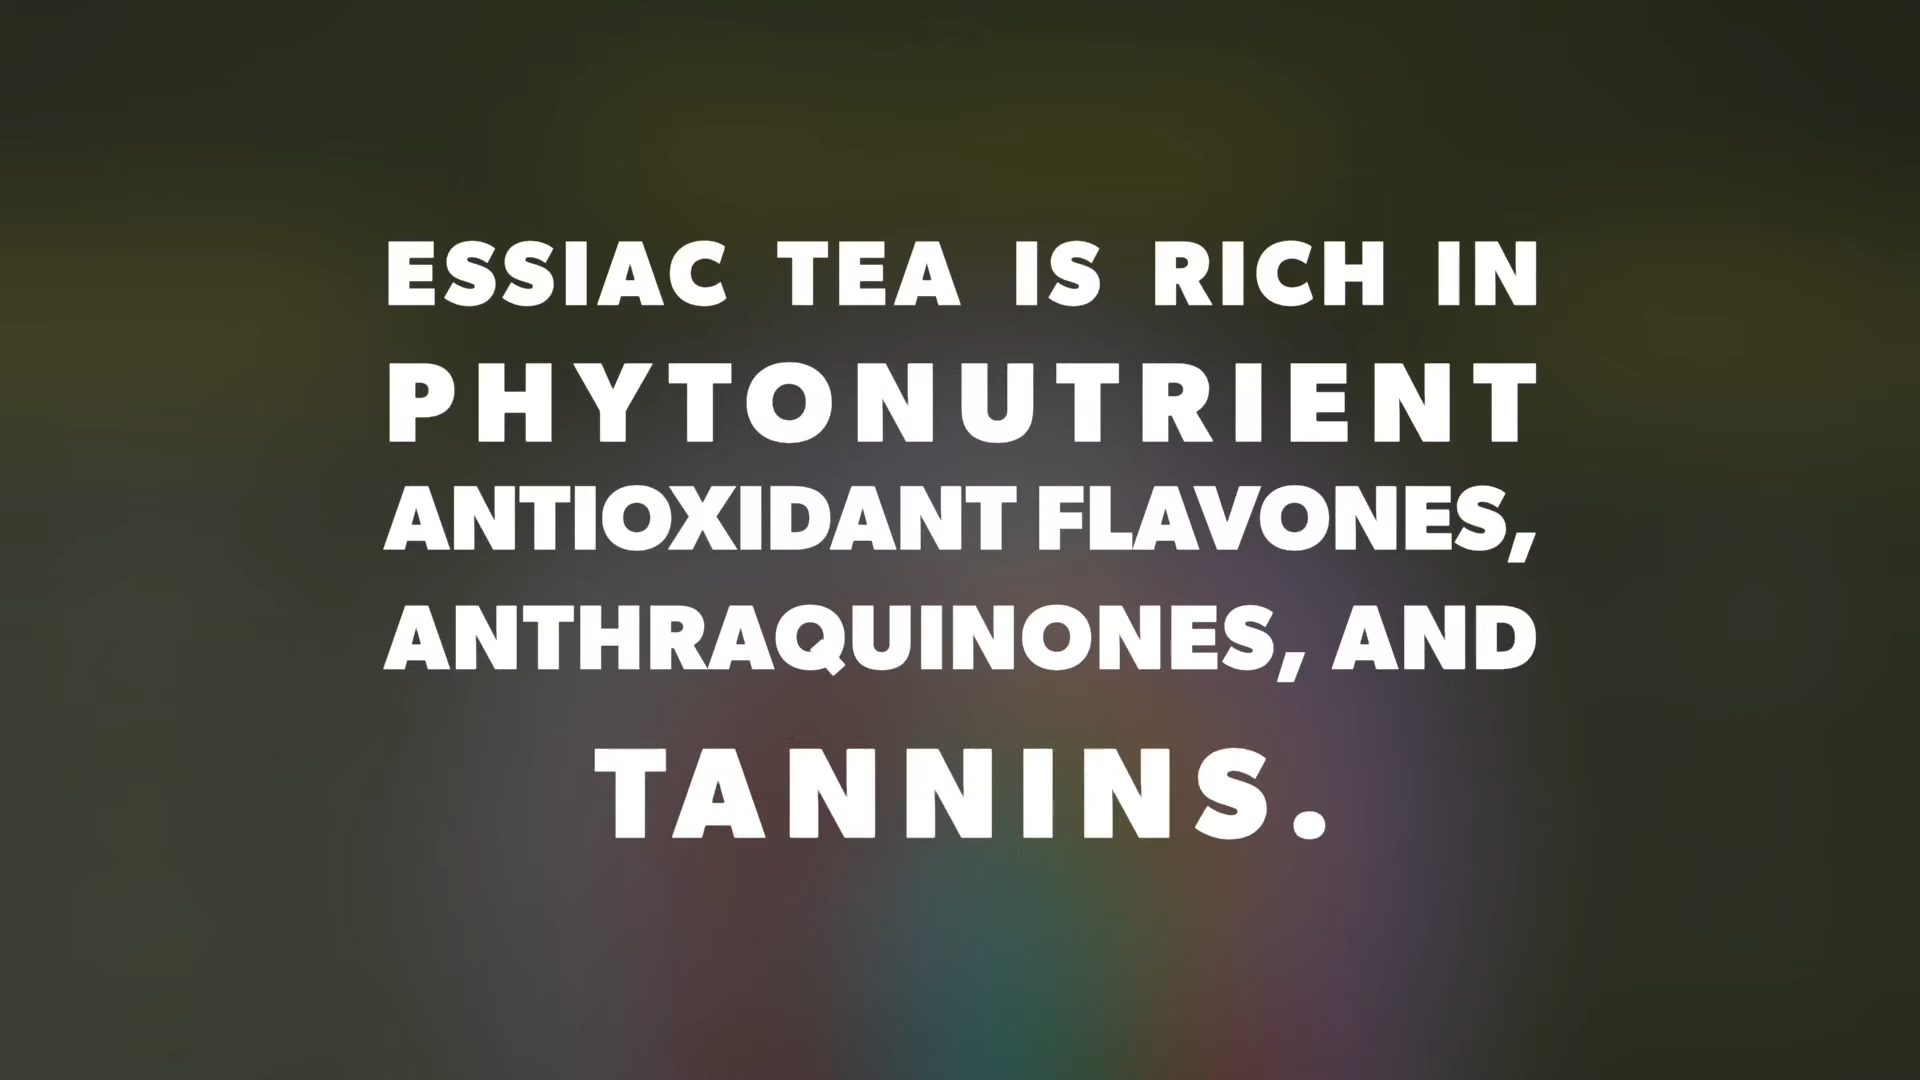 ESSIAC TEA IS RICH IN
PHYTONUTRIENT
ANTIOXIDANT FLAVONES,
ANTHRAQUINONES, AND
TANNINS.